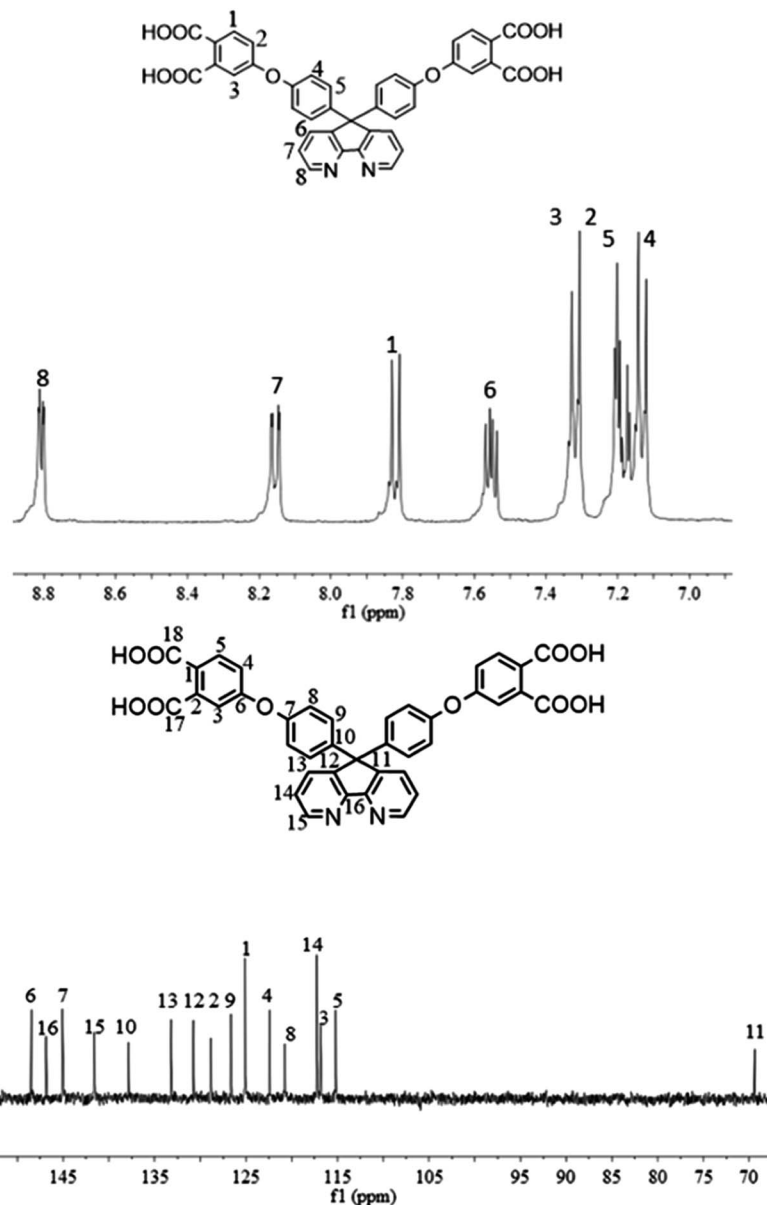 HOOC 1 COOH
2 O O
HOOC 3 4 5 COOH
6
7
8 N N
3 2
5 4
8 7 1 6
8.8 8.6 8.4 8.2 8.0 7.8 7.6 7.4 7.2 7.0
f1 (ppm)
18
HOOC 5 COOH
1 4
HOOC 2 3 6 O 7 8 9 O COOH
17 10
13 12 11
14
16
15 N N
6 16 7 15 10 13 12 2 9 1 4 8 14 3 5 11
145 135 125 115 105 95 90 85 80 75 70
f1 (ppm)